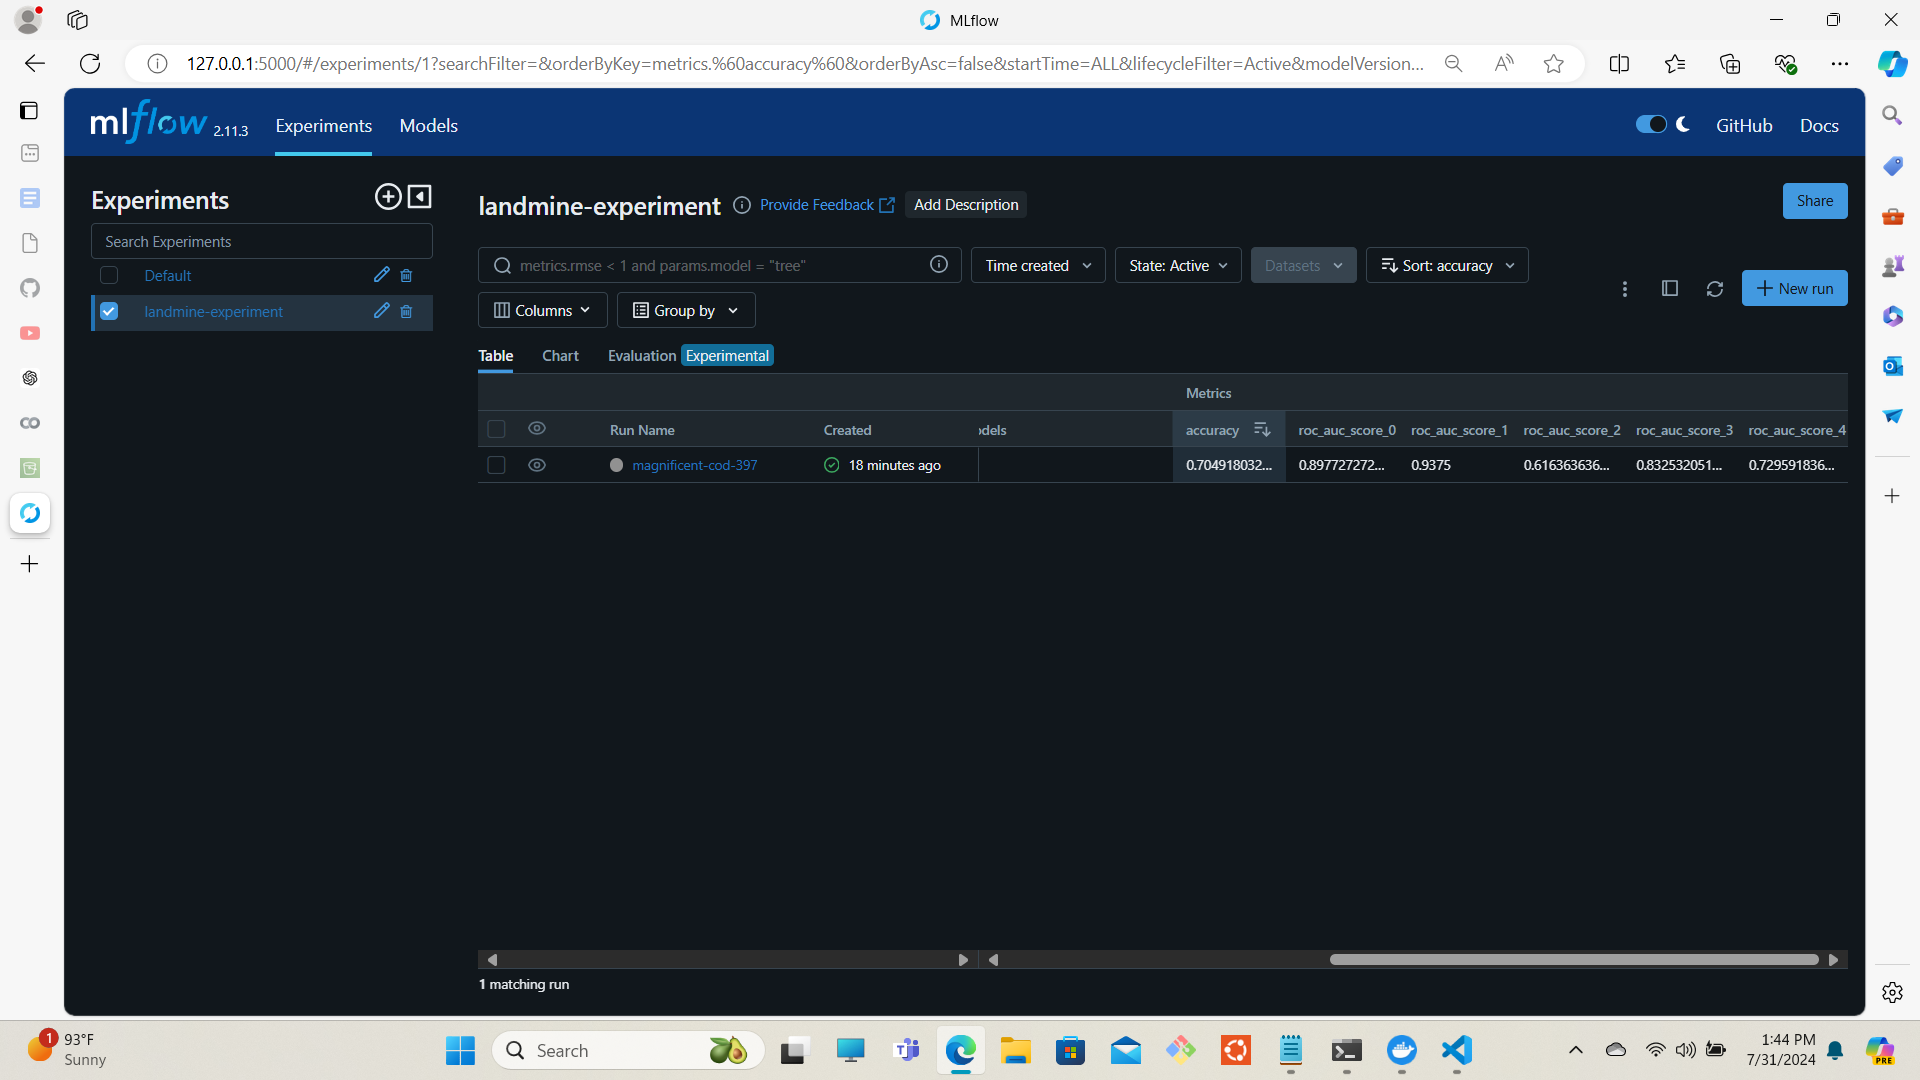 MLflow
127.0.0.1:5000/#/experiments/1?searchFilter=&orderByKey=metrics.%60accuracy%60&orderByAsc=false&startTime=ALL&lifecycleFilter=Active&modelVersion...
mlflow 2.11.3 Experiments Models GitHub Docs
Experiments
Search Experiments
Default
landmine-experiment
landmine-experiment Provide Feedback Add Description Share
metrics.rmse < 1 and params.model = "tree" Time created State: Active Datasets Sort: accuracy
Columns Group by New run
Table Chart Evaluation Experimental
Metrics
Run Name Created dels accuracy roc_auc_score_0 roc_auc_score_1 roc_auc_score_2 roc_auc_score_3 roc_auc_score_4
magnificent-cod-397 18 minutes ago 0.704918032... 0.897727272... 0.9375 0.616363636... 0.832532051... 0.729591836...
1 matching run
1 93°F
Sunny
Search
PRE
1:44 PM
7/31/2024